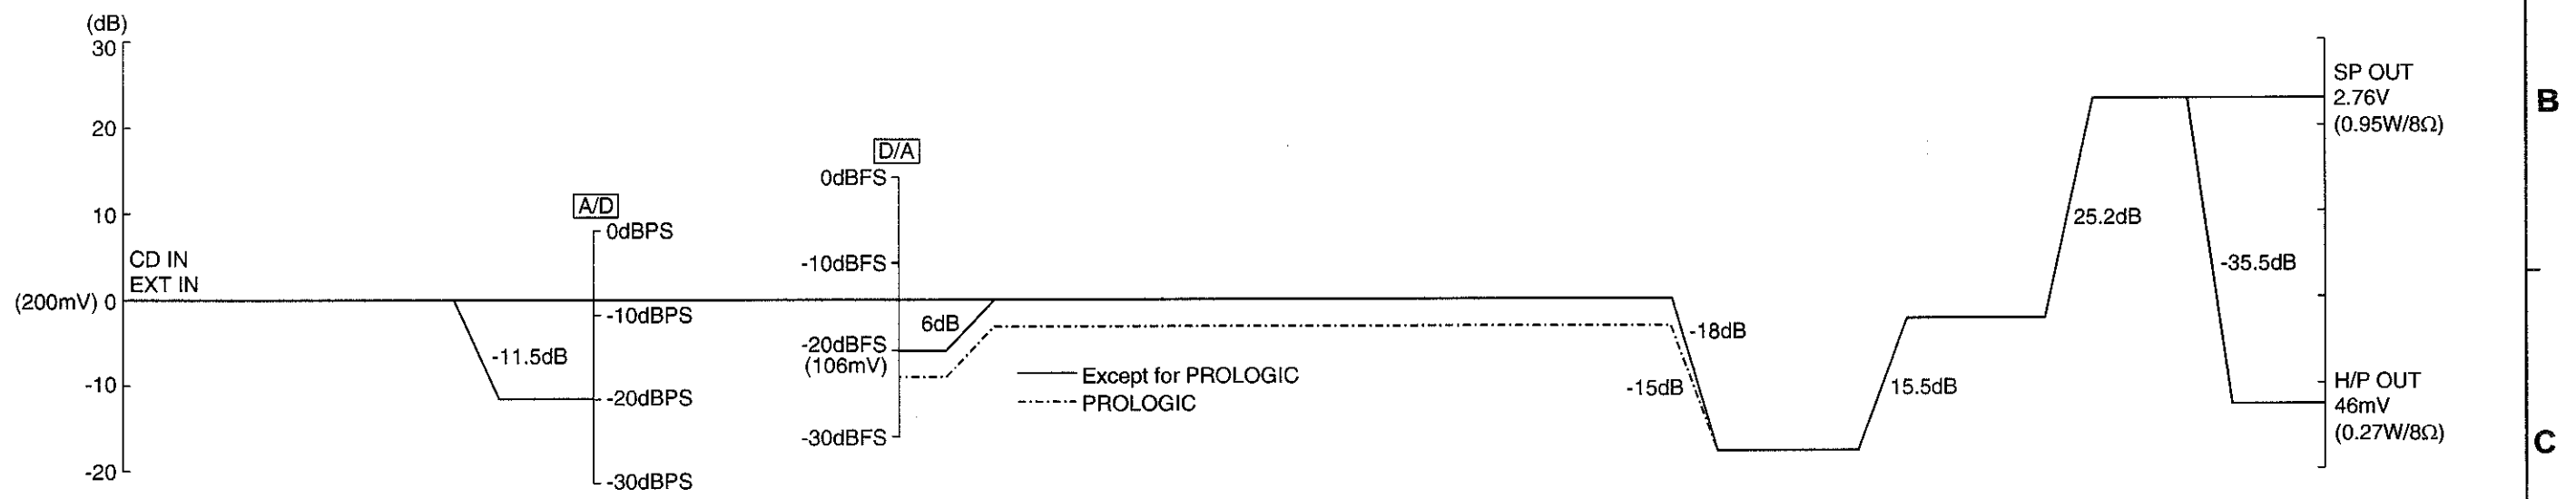 (dB)
30
20
10
(200mV) 0
-10
-20
CD IN
EXT IN
-11.5dB
A/D
0dBPS
-10dBPS
-20dBPS
-30dBPS
D/A
0dBFS
-10dBFS
-20dBFS
(106mV)
-30dBFS
6dB
Except for PROLOGIC
PROLOGIC
-18dB
-15dB
15.5dB
25.2dB
-35.5dB
SP OUT
2.76V
(0.95W/8Ω)
H/P OUT
46mV
(0.27W/8Ω)
B
C